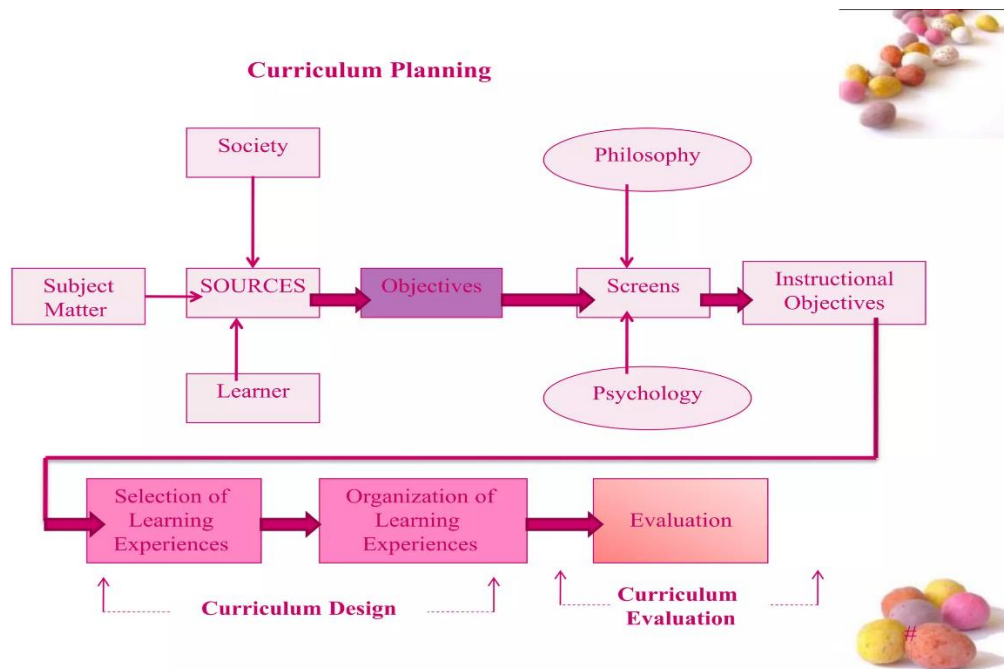 Curriculum Planning
Society
Philosophy
Subject
Matter
SOURCES
Objectives
Screens
Instructional
Objectives
Learner
Psychology
Selection of
Learning
Experiences
Organization of
Learning
Experiences
Evaluation
Curriculum Design
Curriculum
Evaluation
#